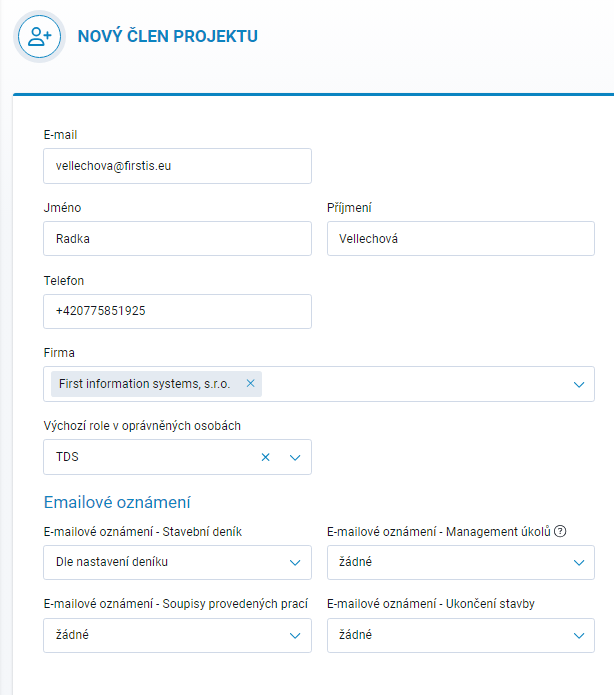 NOVÝ ČLEN PROJEKTU
E-mail
vellechova@firstis.eu
Jméno
Příjmení
Radka
Vellechová
Telefon
+420775851925
Firma
First information systems, s.r.o.
Výchozí role v oprávněných osobách
TDS
Emailové oznámení
E-mailové oznámení - Stavební deník
E-mailové oznámení - Management úkolů
Dle nastavení deníku
žádné
E-mailové oznámení - Soupisy provedených prací
E-mailové oznámení - Ukončení stavby
žádné
žádné